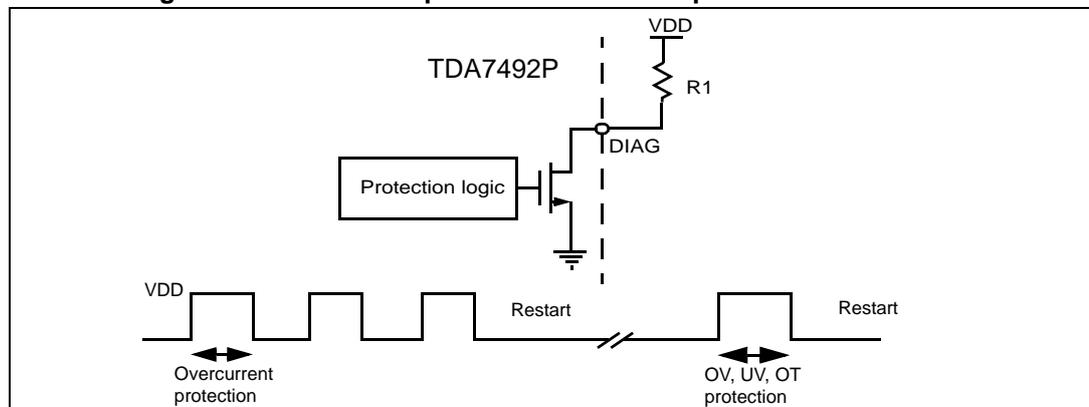 VDD
TDA7492P
R1
DIAG
Protection logic
VDD
Restart
Restart
Overcurrent
protection
OV, UV, OT
protection